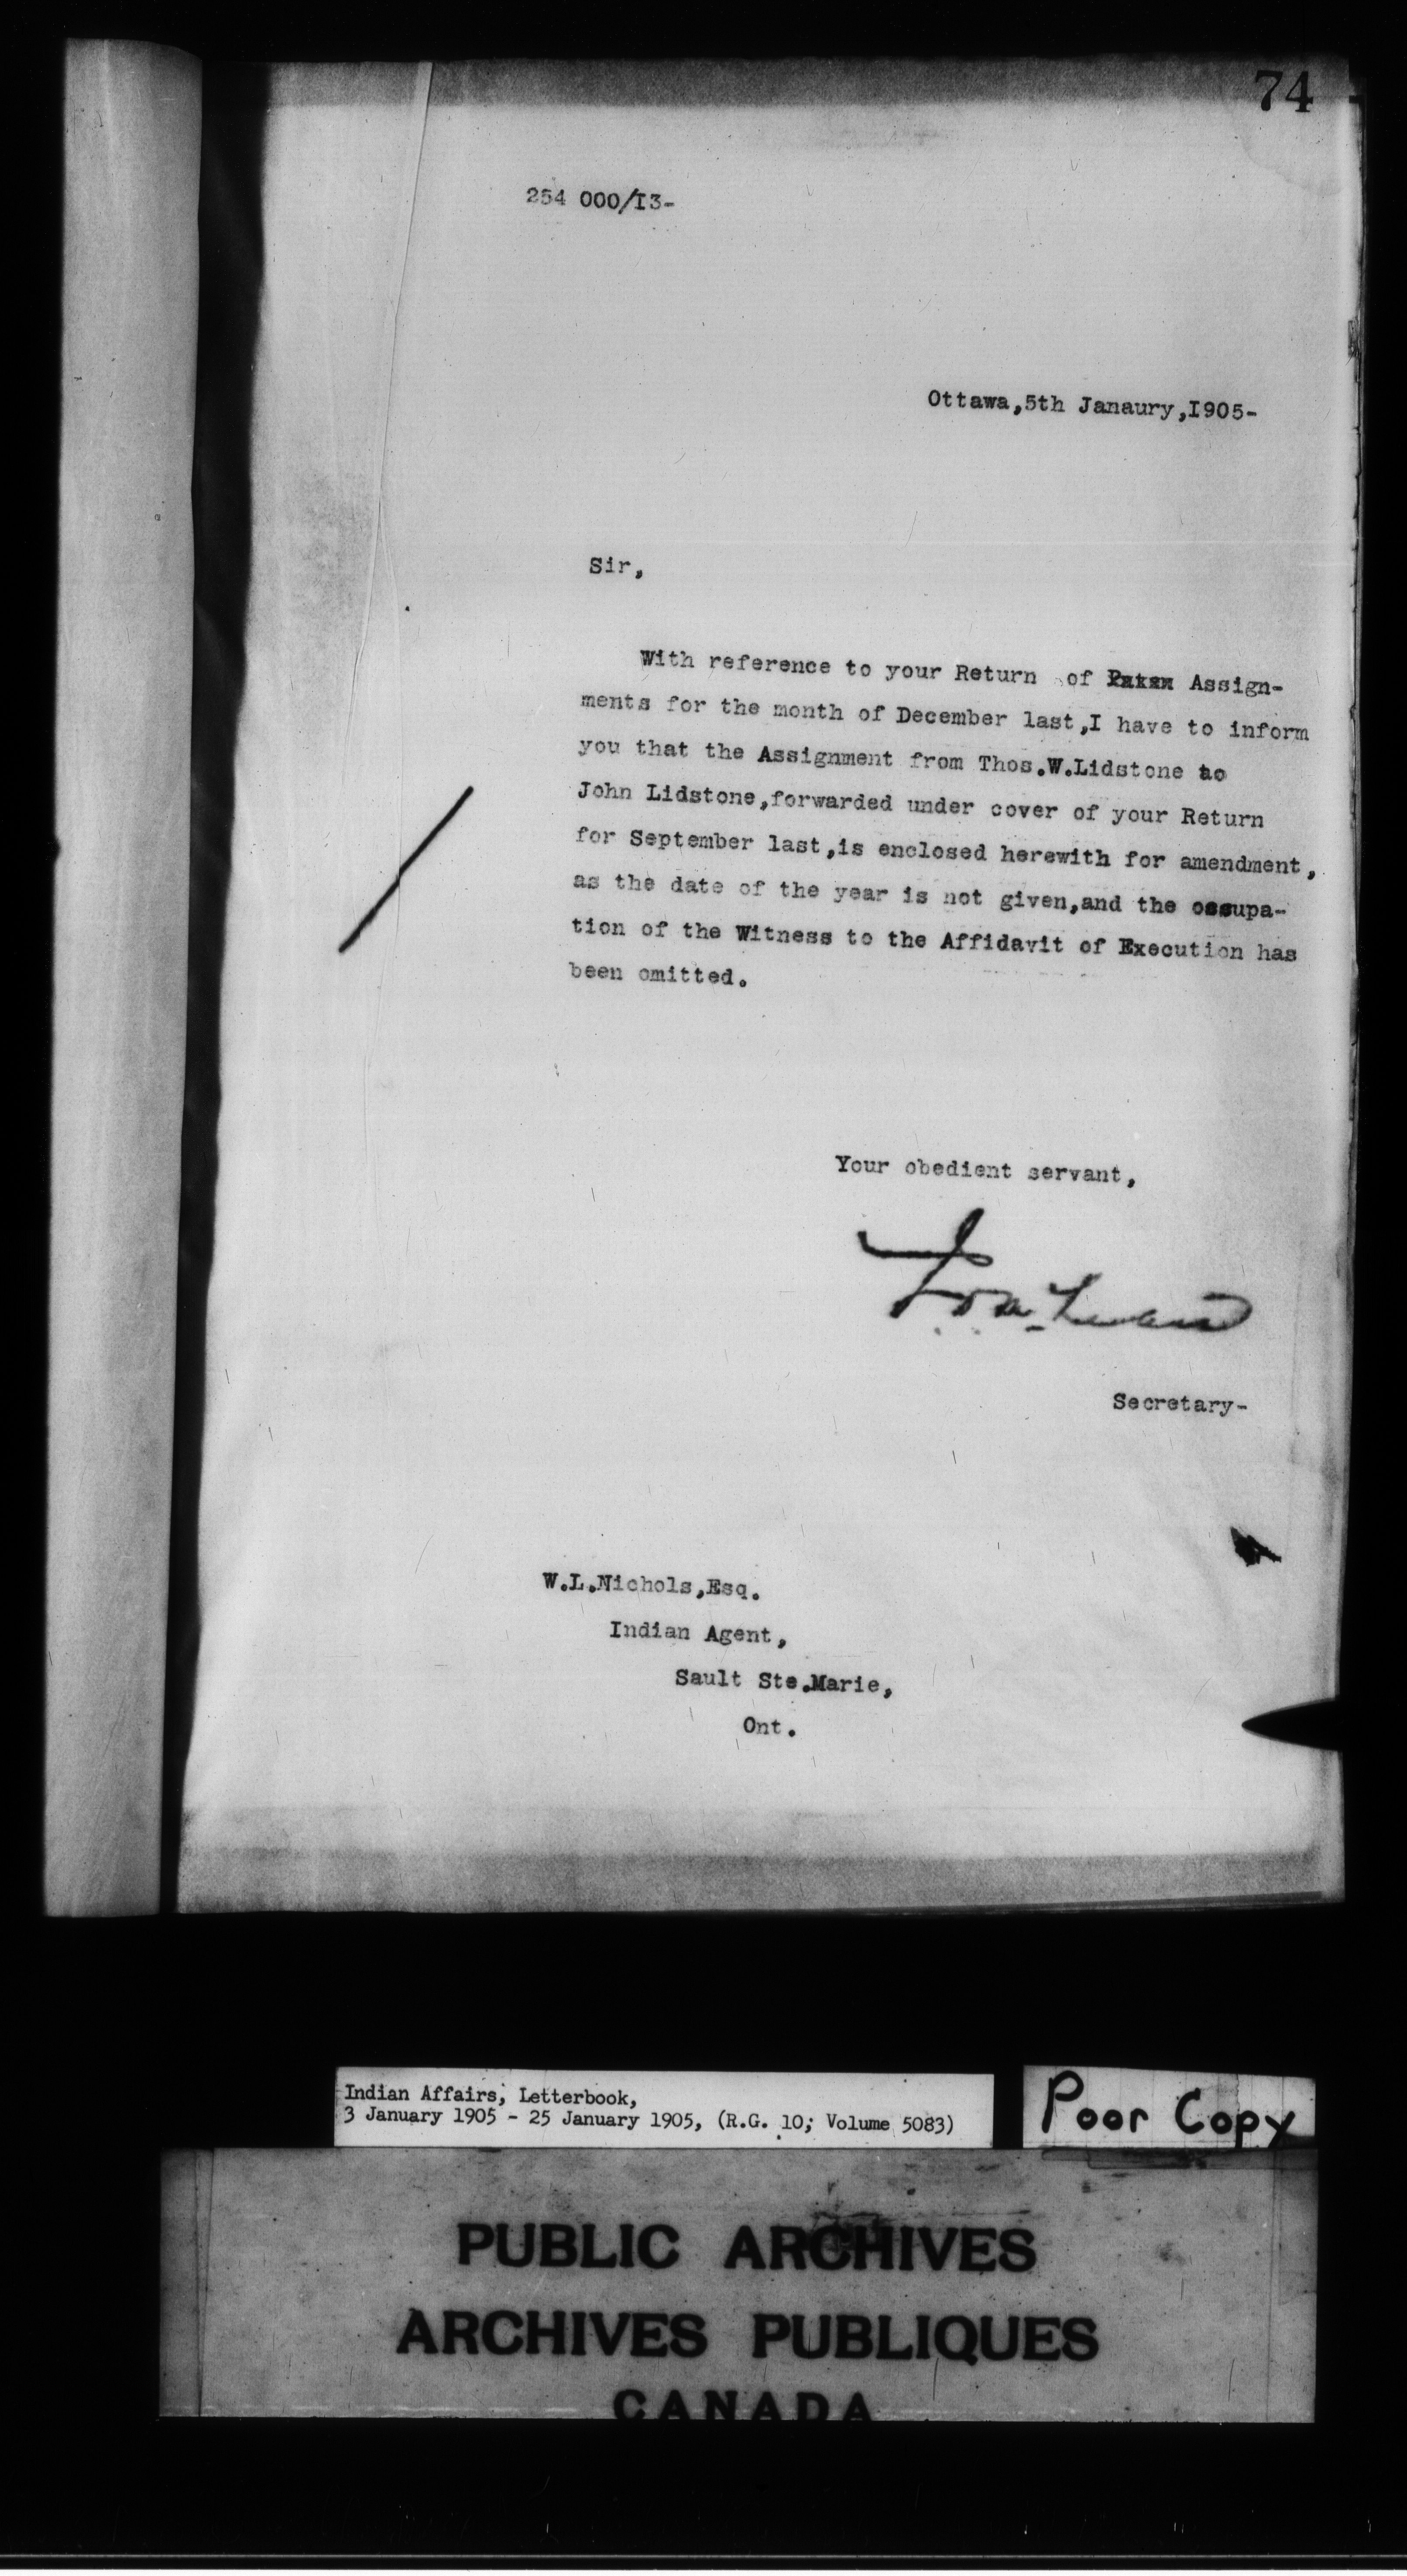 74
254 000/I3-
Ottawa,5th Janaury,I905-
Sir,
With reference to your Return of Assign-
ments for the month of December last,I have to inform
you that the Assignment from Thos.W.Lidstone to
John Lidstone,forwarded under cover of your Return
for September last,is enclosed herewith for amendment,
as the date of the year is not given,and the occupa-
tion of the Witness to the Affidavit of Execution has
been omitted.
Your obedient servant,
Secretary-
W.L.Nichols,Esq.
Indian Agent,
Sault Ste.Marie,
Ont.
Indian Affairs, Letterbook,
3 January 1905 - 25 January 1905, (R.G. 10; Volume 5083)
Poor Copy
PUBLIC ARCHIVES
ARCHIVES PUBLIQUES
CANADA